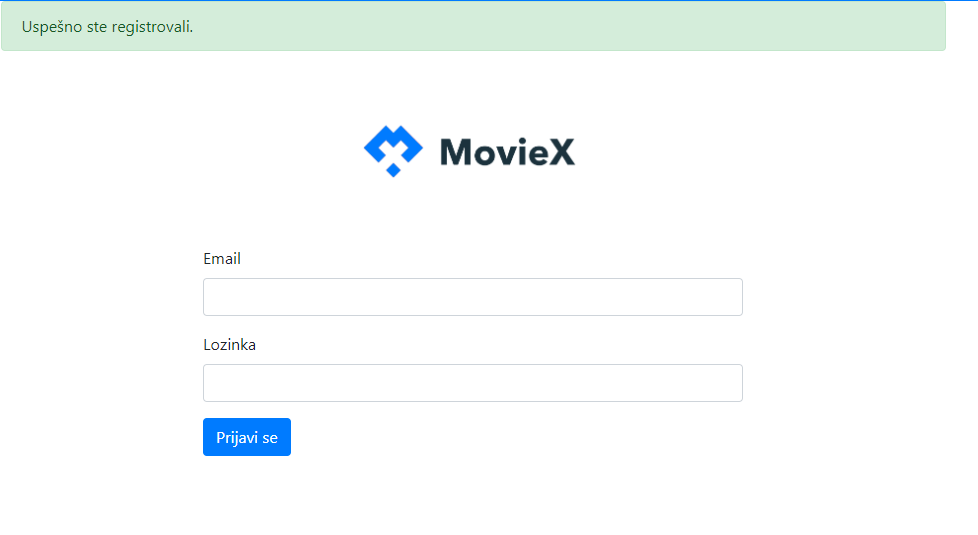 Uspešno ste registrovali.
MovieX
Email
Lozinka
Prijavi se